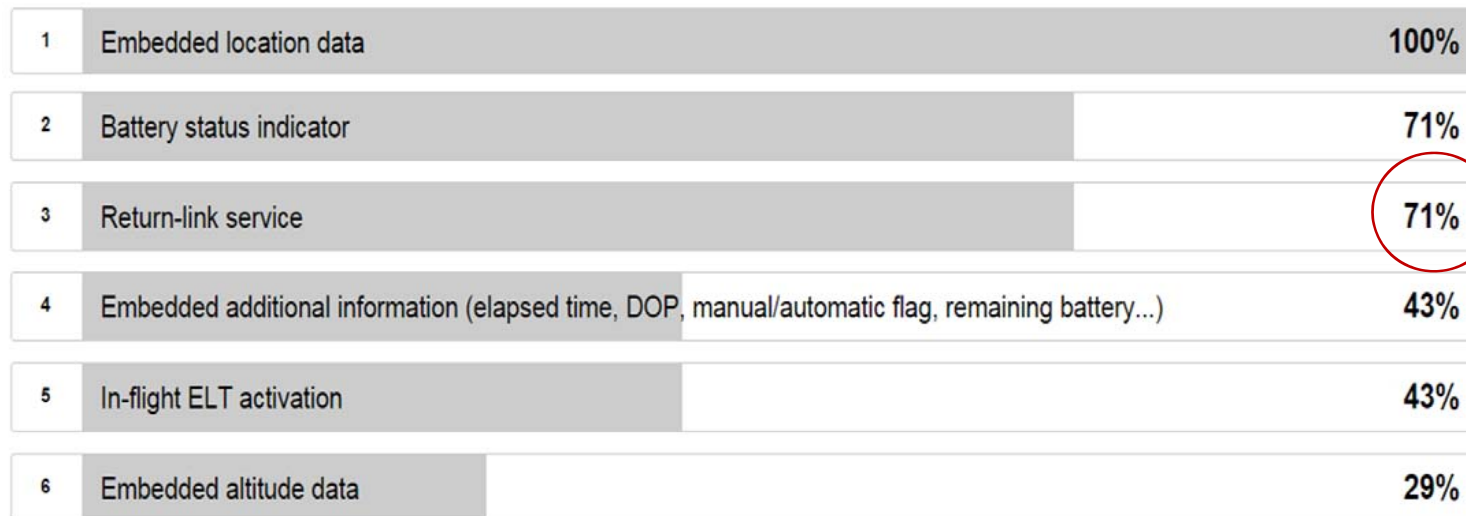 1 Embedded location data 100%
2 Battery status indicator 71%
3 Return-link service 71%
4 Embedded additional information (elapsed time, DOP, manual/automatic flag, remaining battery...) 43%
5 In-flight ELT activation 43%
6 Embedded altitude data 29%